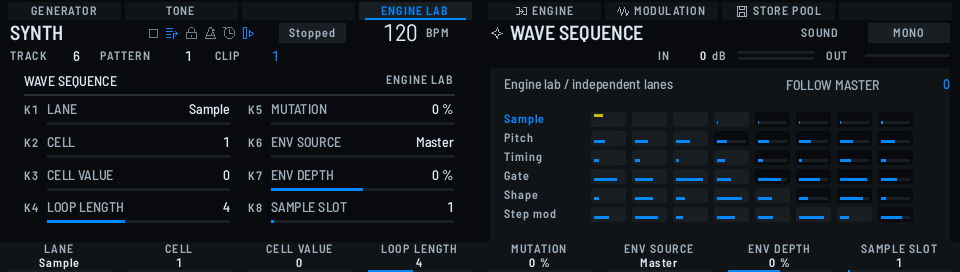 GENERATOR TONE ENGINE LAB ENGINE MODULATION STORE POOL
SYNTH Stopped 120 BPM WAVE SEQUENCE SOUND MONO
TRACK 6 PATTERN 1 CLIP 1 IN 0 dB OUT
WAVE SEQUENCE ENGINE LAB
Engine lab / independent lanes FOLLOW MASTER 0
K1 LANE Sample K5 MUTATION 0 %
K2 CELL 1 K6 ENV SOURCE Master
K3 CELL VALUE 0 K7 ENV DEPTH 0 %
K4 LOOP LENGTH 4 K8 SAMPLE SLOT 1
Sample
Pitch
Timing
Gate
Shape
Step mod
LANE CELL CELL VALUE LOOP LENGTH MUTATION ENV SOURCE ENV DEPTH SAMPLE SLOT
Sample 1 0 4 0 % Master 0 % 1